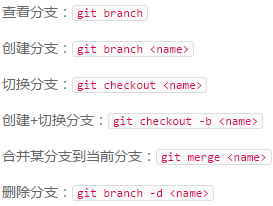 查看分支：git branch
创建分支：git branch <name>
切换分支：git checkout <name>
创建+切换分支：git checkout -b <name>
合并某分支到当前分支：git merge <name>
删除分支：git branch -d <name>